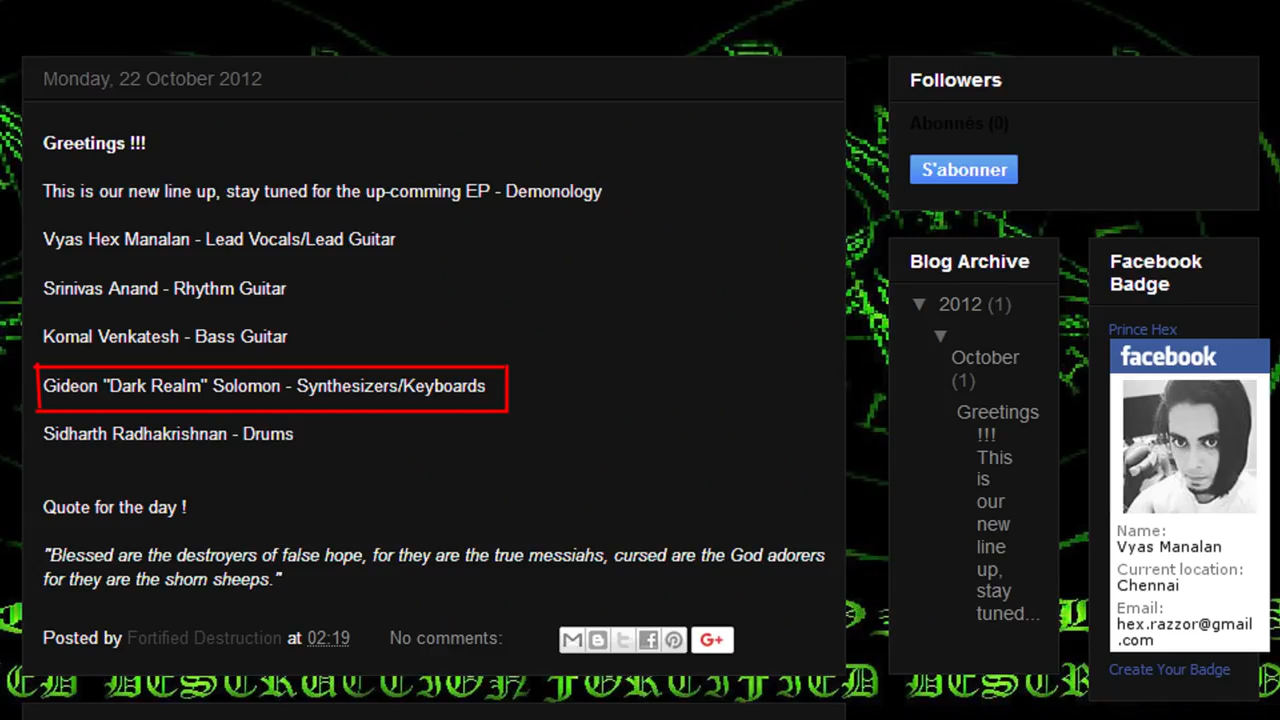 Monday, 22 October 2012
Greetings !!!
This is our new line up, stay tuned for the up-comming EP - Demonology
Vyas Hex Manalan - Lead Vocals/Lead Guitar
Srinivas Anand - Rhythm Guitar
Komal Venkatesh - Bass Guitar
Gideon "Dark Realm" Solomon - Synthesizers/Keyboards
Sidharth Radhakrishnan - Drums
Quote for the day !
"Blessed are the destroyers of false hope, for they are the true messiahs, cursed are the God adorers
for they are the shorn sheeps."
Posted by Fortified Destruction at 02:19 No comments:
G+
Followers
Abonnés (0)
S'abonner
Blog Archive
▼ 2012 (1)
▼
October
(1)
Greetings
!!!
This
is
our
new
line
up,
stay
tuned...
Facebook
Badge
Prince Hex
facebook
Name:
Vyas Manalan
Current location:
Chennai
Email:
hex.razzor@gmail
.com
Create Your Badge
ED DESTRUCTION FORTIFIED DESTR